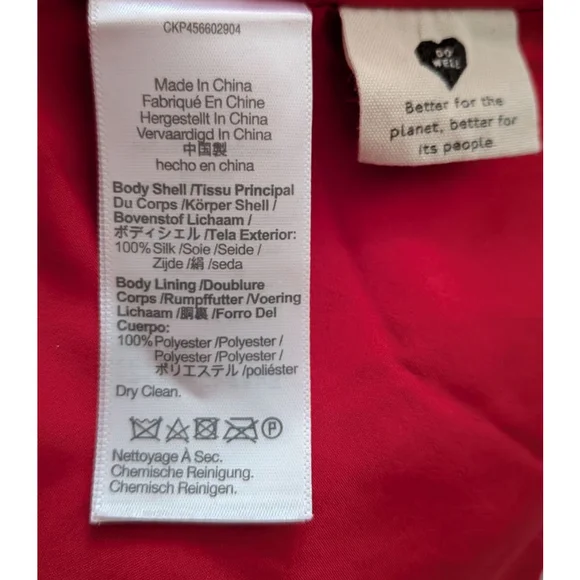 CKP456602904
Made In China
Fabriqué En Chine
Hergestellt In China
Vervaardigd In China
中国製
hecho en china
Body Shell /Tissu Principal
Du Corps /Körper Shell /
Bovenstof Lichaam /
ボディシェル /Tela Exterior:
100% Silk /Soie /Seide /
Zijde /絹 /seda
Body Lining /Doublure
Corps /Rumpffutter /Voering
Lichaam /胴裏 /Forro Del
Cuerpo:
100% Polyester /Polyester /
Polyester /Polyester /
ポリエステル /poliéster
Dry Clean.
P
Nettoyage À Sec.
Chemische Reinigung.
Chemisch Reinigen.
DO
WELL
Better for the
planet, better for
its people